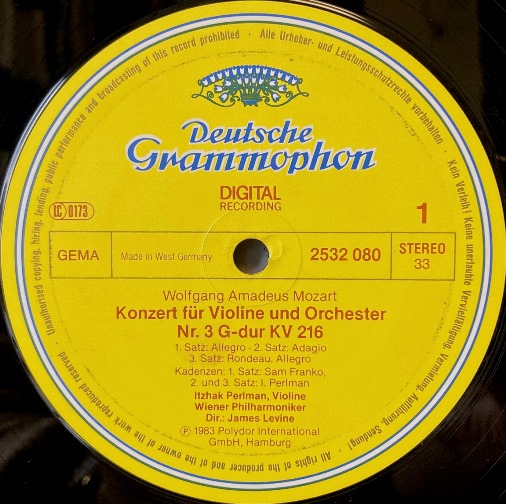 Unauthorised copying, hiring, lending, public performance and broadcasting of this record prohibited · Alle Urheber- und Leistungsschutzrechte vorbehalten · Kein Verleih! Keine unerlaubte Vervielfältigung, Vermietung, Aufführung, Sendung! · All rights of the producer and of the owner of the work reproduced reserved ·
Deutsche
Grammophon
DIGITAL
RECORDING
LC 0173
1
GEMA
Made in West Germany
2532 080
STEREO
33
Wolfgang Amadeus Mozart
Konzert für Violine und Orchester
Nr. 3 G-dur KV 216
1. Satz: Allegro - 2. Satz: Adagio
3. Satz: Rondeau. Allegro
Kadenzen: 1. Satz: Sam Franko,
2. und 3. Satz: I. Perlman
Itzhak Perlman, Violine
Wiener Philharmoniker
Dir.: James Levine
Ⓟ 1983 Polydor International
GmbH, Hamburg